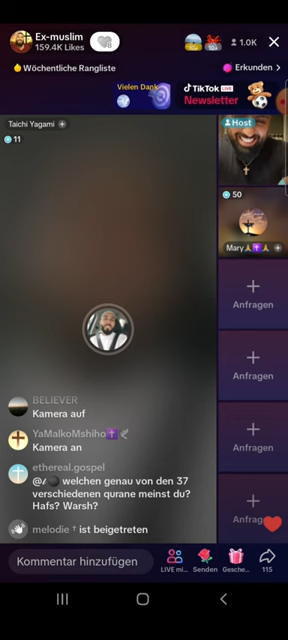 Ex-muslim
159.4K Likes
10+
1.0K
Wöchentliche Rangliste
Erkunden >
Vielen Dank
TikTok LIVE
Newsletter
Taichi Yagami +
11
Host
50
Mary🙏✝️🙏 +
+
Anfragen
+
Anfragen
+
Anfragen
+
BELIEVER
Kamera auf
YaMalkoMshiho✝️🕊
Kamera an
ethereal.gospel
welchen genau von den 37
verschiedenen qurane meinst du?
Hafs? Warsh?
melodie † ist beigetreten
Kommentar hinzufügen
LIVE mi...
Senden
Gesche...
115